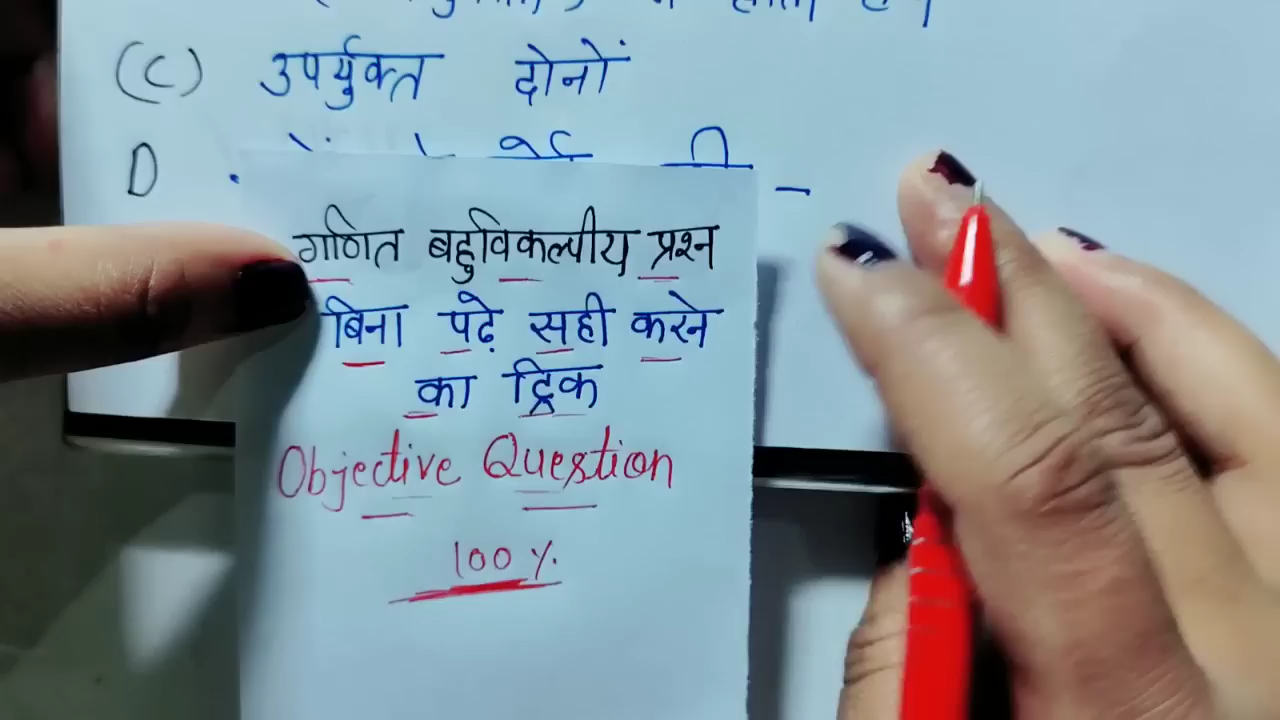 (C) उपर्युक्त दोनों
D
गणित बहुविकल्पीय प्रश्न
बिना पढ़े सही करने
का ट्रिक
Objective Question
100 %.